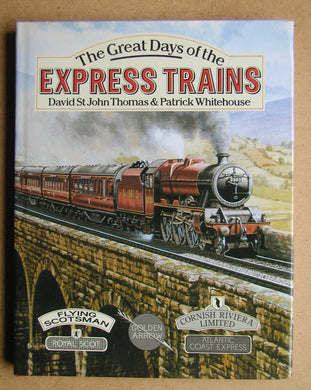 The Great Days of the
EXPRESS TRAINS
David St John Thomas & Patrick Whitehouse
LMS
FLYING
SCOTSMAN
ROYAL SCOT
GOLDEN
ARROW
CORNISH RIVIERA
LIMITED
ATLANTIC
COAST EXPRESS